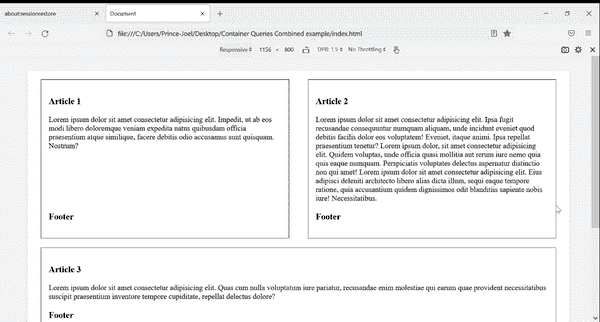 about:sessionrestore
Document
file:///C:/Users/Prince-Joel/Desktop/Container Queries Combined example/index.html
Responsive 1156 × 800 DPR: 1.5 No Throttling
Article 1
Lorem ipsum dolor sit amet consectetur adipisicing elit. Impedit, ut ab eos
modi libero doloremque veniam expedita natus quibusdam officia
praesentium atque similique, facere debitis odio accusamus sunt quisquam.
Nostrum?
Footer
Article 2
Lorem ipsum dolor sit amet consectetur adipisicing elit. Ipsa fugit
recusandae consequuntur numquam aliquam, unde incidunt eveniet quod
debitis facilis dolor eos voluptatem! Eveniet, itaque animi. Ipsa repellat
praesentium tenetur? Lorem ipsum dolor, sit amet consectetur adipisicing
elit. Quidem voluptas, unde officia quasi mollitia aut rerum iure nemo quia
quis eaque numquam. Perspiciatis voluptates delectus aspernatur distinctio
non qui amet! Lorem ipsum dolor sit amet consectetur adipisicing elit. Eius
adipisci deleniti architecto libero alias dicta illum, sequi eaque tempore
ratione, quia accusantium quidem dignissimos odit blanditiis sapiente nobis
iure! Necessitatibus.
Footer
Article 3
Lorem ipsum dolor sit amet consectetur adipisicing elit. Quas cum nulla voluptatum iure pariatur, recusandae enim molestiae qui earum quae provident necessitatibus
suscipit praesentium inventore tempore cupiditate, repellat delectus dolore?
Footer